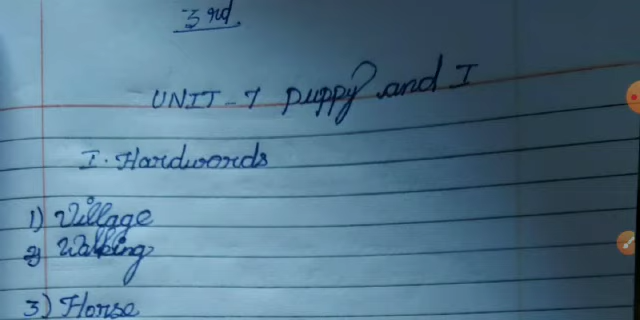 3rd.
UNIT-7 puppy and I
I. Hardwords
1) Village
2) Walking
3) Horse